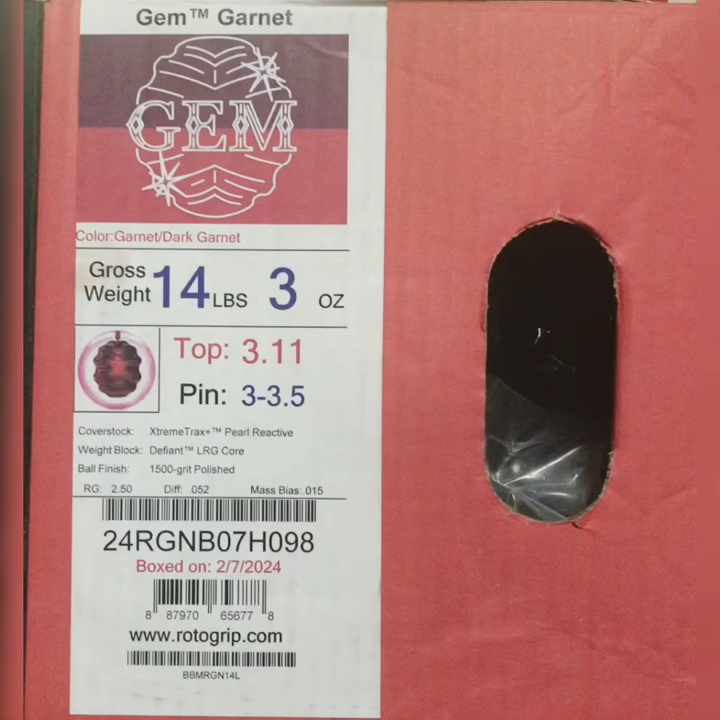 Gem™ Garnet
GEM
Color:Garnet/Dark Garnet
Gross Weight 14 LBS 3 OZ
Top: 3.11
Pin: 3-3.5
Coverstock: XtremeTrax+™ Pearl Reactive
Weight Block: Defiant™ LRG Core
Ball Finish: 1500-grit Polished
RG: 2.50 Diff: .052 Mass Bias: .015
24RGNB07H098
Boxed on: 2/7/2024
8 87970 65677 8
www.rotogrip.com
BBMRGN14L